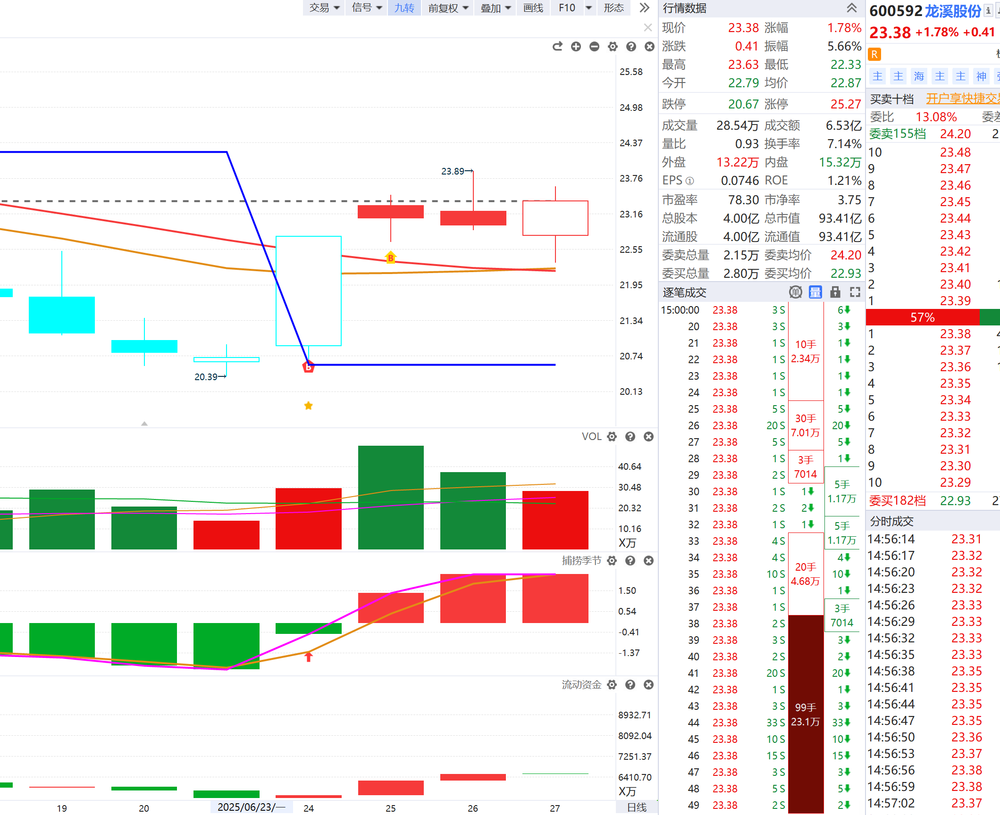 交易 信号 九转 前复权 叠加 画线 F10 形态
23.89→
20.39→
B
B
25.58
24.98
24.37
23.76
23.16
22.55
21.95
21.34
20.74
20.13
VOL
40.64
30.48
20.32
10.16
X万
捕捞季节
1.50
0.54
-0.41
-1.37
流动资金
8932.71
8092.04
7251.37
6410.70
X万
19 20 2025/06/23/一 24 25 26 27 日线
行情数据
现价 23.38 涨幅 1.78%
涨跌 0.41 振幅 5.66%
最高 23.63 最低 22.33
今开 22.79 均价 22.87
跌停 20.67 涨停 25.27
成交量 28.54万 成交额 6.53亿
量比 0.93 换手率 7.14%
外盘 13.22万 内盘 15.32万
EPS① 0.0746 ROE 1.21%
市盈率 78.30 市净率 3.75
总股本 4.00亿 总市值 93.41亿
流通股 4.00亿 流通值 93.41亿
委卖总量 2.15万 委卖均价 24.20
委买总量 2.80万 委买均价 22.93
逐笔成交 单 量
15:00:00 23.38 3 S 6
20 23.38 3 S 3
21 23.38 1 S 1
22 23.38 1 S 1
23 23.38 1 S 1
24 23.38 1 S 1
25 23.38 5 S 5
26 23.38 20 S 20
27 23.38 5 S 5
28 23.38 1 S 1
29 23.38 2 S
30 23.38 1 S 1
31 23.38 2 S 2
32 23.38 1 S 1
33 23.38 4 S
34 23.38 4 S 4
35 23.38 10 S 10
36 23.38 1 S 1
37 23.38 1 S
38 23.38 2 S
39 23.38 3 S 3
40 23.38 2 S 2
41 23.38 20 S 20
42 23.38 1 S 1
43 23.38 3 S 3
44 23.38 33 S 33
45 23.38 10 S 10
46 23.38 15 S 15
47 23.38 3 S 3
48 23.38 5 S 5
49 23.38 2 S 2
10手
2.34万
30手
7.01万
3手
7014
20手
4.68万
99手
23.1万
5手
1.17万
5手
1.17万
3手
7014
600592 龙溪股份
23.38 +1.78% +0.41
R
主 主 海 主 主 神
买卖十档 开户享快捷交易
委比 13.08% 委差
委卖155档 24.20 2
10 23.48
9 23.47
8 23.46
7 23.45
6 23.44
5 23.43
4 23.42
3 23.41
2 23.40
1 23.39
57%
1 23.38
2 23.37
3 23.36
4 23.35
5 23.34
6 23.33
7 23.32
8 23.31
9 23.30
10 23.29
委买182档 22.93 2
分时成交
14:56:14 23.31
14:56:17 23.32
14:56:20 23.32
14:56:23 23.32
14:56:26 23.33
14:56:29 23.33
14:56:32 23.33
14:56:35 23.33
14:56:38 23.35
14:56:41 23.35
14:56:44 23.35
14:56:47 23.35
14:56:50 23.36
14:56:53 23.37
14:56:56 23.38
14:56:59 23.38
14:57:02 23.37